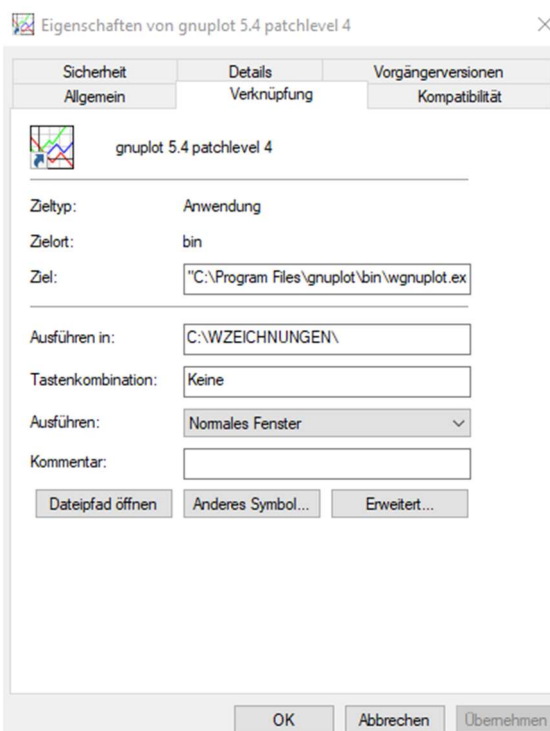 Eigenschaften von gnuplot 5.4 patchlevel 4
Sicherheit Details Vorgängerversionen
Allgemein Verknüpfung Kompatibilität
gnuplot 5.4 patchlevel 4
Zieltyp: Anwendung
Zielort: bin
Ziel: "C:\Program Files\gnuplot\bin\wgnuplot.ex
Ausführen in: C:\WZEICHNUNGEN\
Tastenkombination: Keine
Ausführen: Normales Fenster
Kommentar:
Dateipfad öffnen Anderes Symbol... Erweitert...
OK Abbrechen Übernehmen